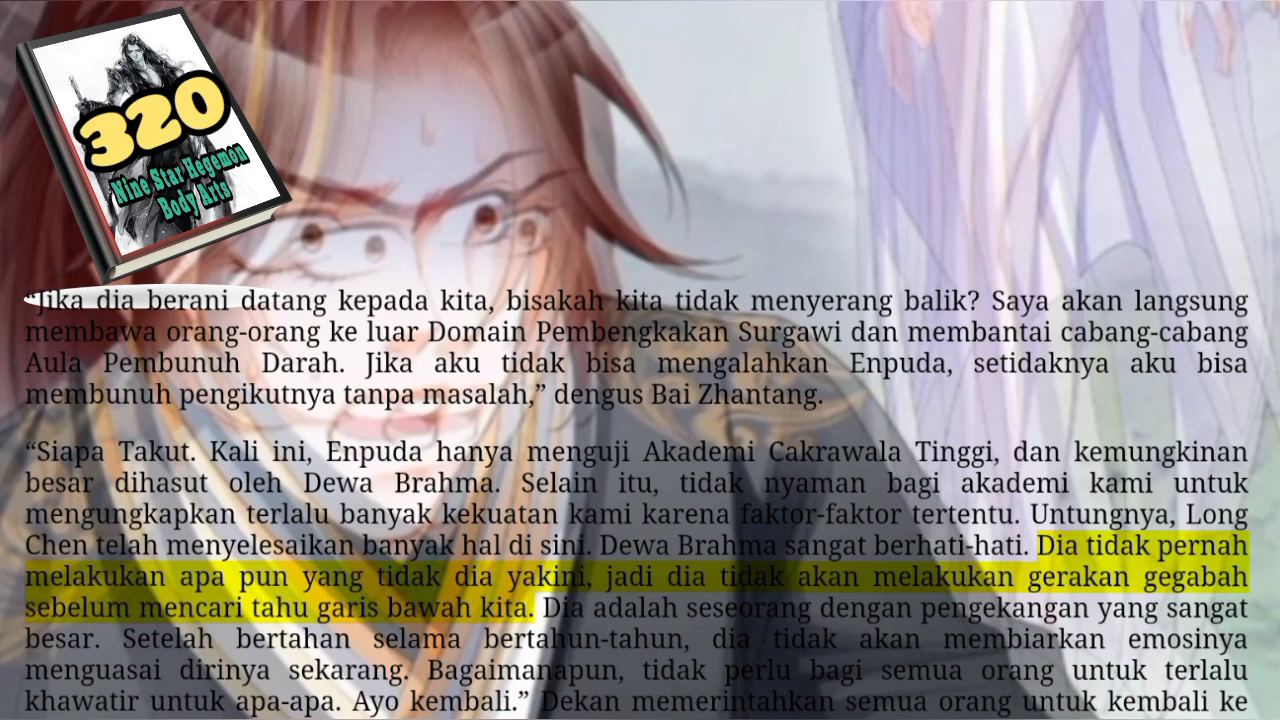 320
Nine Star Hegemon
Body Arts
“Jika dia berani datang kepada kita, bisakah kita tidak menyerang balik? Saya akan langsung
membawa orang-orang ke luar Domain Pembengkakan Surgawi dan membantai cabang-cabang
Aula Pembunuh Darah. Jika aku tidak bisa mengalahkan Enpuda, setidaknya aku bisa
membunuh pengikutnya tanpa masalah,” dengus Bai Zhantang.
“Siapa Takut. Kali ini, Enpuda hanya menguji Akademi Cakrawala Tinggi, dan kemungkinan
besar dihasut oleh Dewa Brahma. Selain itu, tidak nyaman bagi akademi kami untuk
mengungkapkan terlalu banyak kekuatan kami karena faktor-faktor tertentu. Untungnya, Long
Chen telah menyelesaikan banyak hal di sini. Dewa Brahma sangat berhati-hati. Dia tidak pernah
melakukan apa pun yang tidak dia yakini, jadi dia tidak akan melakukan gerakan gegabah
sebelum mencari tahu garis bawah kita. Dia adalah seseorang dengan pengekangan yang sangat
besar. Setelah bertahan selama bertahun-tahun, dia tidak akan membiarkan emosinya
menguasai dirinya sekarang. Bagaimanapun, tidak perlu bagi semua orang untuk terlalu
khawatir untuk apa-apa. Ayo kembali.” Dekan memerintahkan semua orang untuk kembali ke